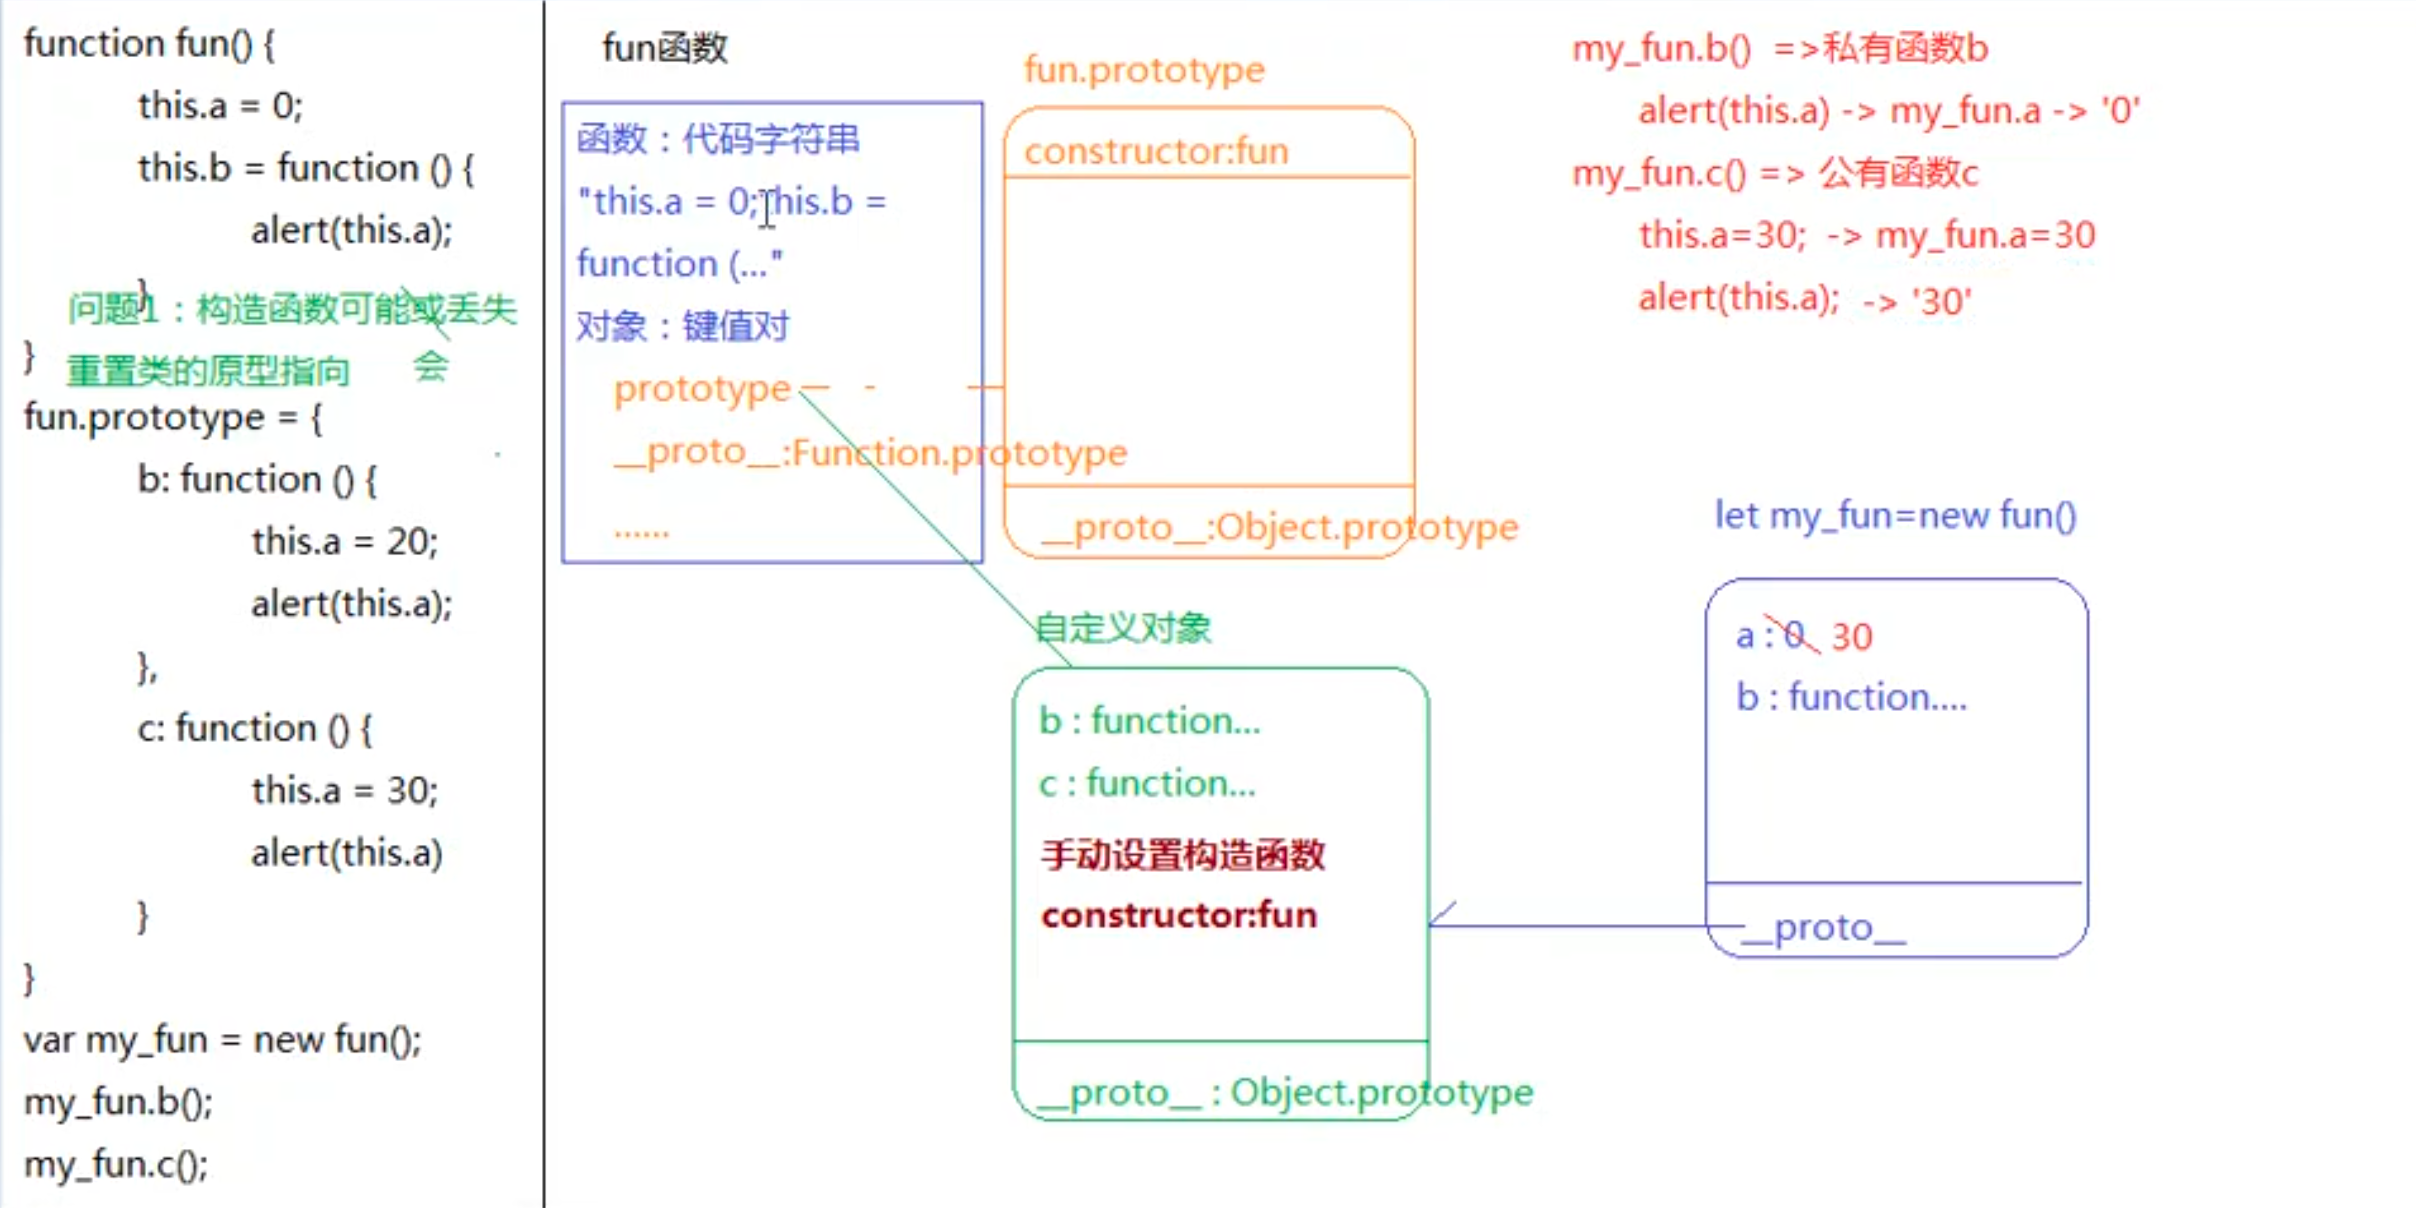 function fun() {
this.a = 0;
this.b = function () {
alert(this.a);
}
问题1：构造函数可能或丢失
}
重置类的原型指向
会
fun.prototype = {
b: function () {
this.a = 20;
alert(this.a);
},
c: function () {
this.a = 30;
alert(this.a)
}
}
var my_fun = new fun();
my_fun.b();
my_fun.c();
fun函数
函数：代码字符串
"this.a = 0;this.b =
function (..."
对象：键值对
prototype
__proto__:Function.prototype
......
fun.prototype
constructor:fun
__proto__:Object.prototype
自定义对象
b : function...
c : function...
手动设置构造函数
constructor:fun
__proto__ : Object.prototype
my_fun.b() =>私有函数b
alert(this.a) -> my_fun.a -> '0'
my_fun.c() => 公有函数c
this.a=30; -> my_fun.a=30
alert(this.a); -> '30'
let my_fun=new fun()
a : 0 30
b : function....
__proto__